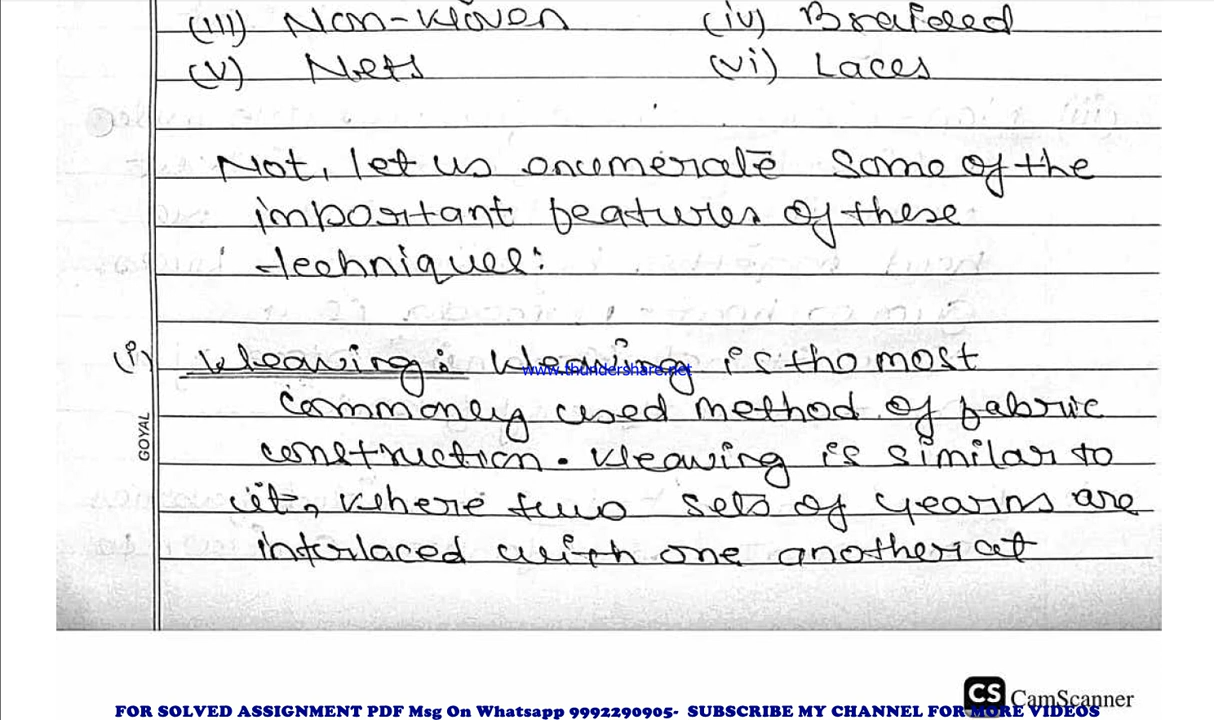 (iii) Non-Woven (iv) Braided
(v) Nets (vi) Laces
Not, let us enumerate some of the
important features of these
techniques:
(i) Weaving: Weaving is the most
www.thundershare.net
commonly used method of fabric
GOYAL
construction. Weaving is similar to
it, where two sets of yearns are
interlaced with one another at
CS CamScanner
FOR SOLVED ASSIGNMENT PDF Msg On Whatsapp 9992290905- SUBSCRIBE MY CHANNEL FOR MORE VIDEOS